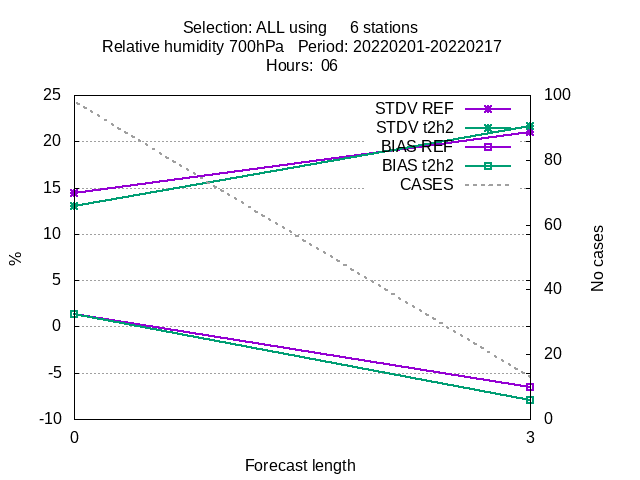 Selection: ALL using     6 stations
Relative humidity 700hPa   Period: 20220201-20220217
Hours:  06
25
20
15
10
5
0
-5
-10
%
100
80
60
40
20
0
No cases
STDV REF
STDV t2h2
BIAS REF
BIAS t2h2
CASES
0
3
Forecast length